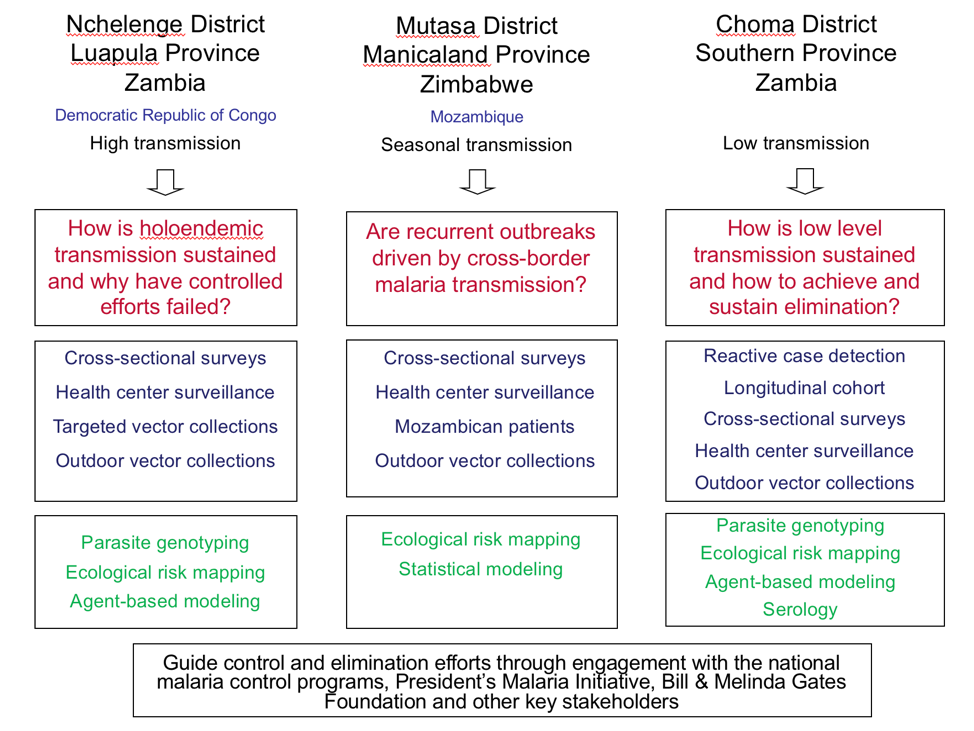 Nchelenge District
Luapula Province
Zambia
Democratic Republic of Congo
High transmission
How is holoendemic
transmission sustained
and why have controlled
efforts failed?
Cross-sectional surveys
Health center surveillance
Targeted vector collections
Outdoor vector collections
Parasite genotyping
Ecological risk mapping
Agent-based modeling
Mutasa District
Manicaland Province
Zimbabwe
Mozambique
Seasonal transmission
Are recurrent outbreaks
driven by cross-border
malaria transmission?
Cross-sectional surveys
Health center surveillance
Mozambican patients
Outdoor vector collections
Ecological risk mapping
Statistical modeling
Choma District
Southern Province
Zambia
Low transmission
How is low level
transmission sustained
and how to achieve and
sustain elimination?
Reactive case detection
Longitudinal cohort
Cross-sectional surveys
Health center surveillance
Outdoor vector collections
Parasite genotyping
Ecological risk mapping
Agent-based modeling
Serology
Guide control and elimination efforts through engagement with the national
malaria control programs, President’s Malaria Initiative, Bill & Melinda Gates
Foundation and other key stakeholders